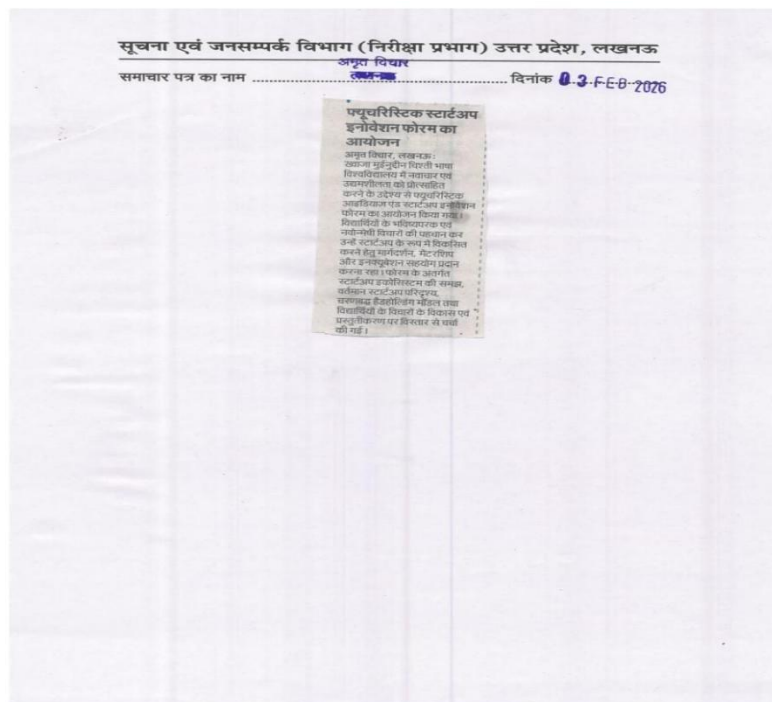 सूचना एवं जनसम्पर्क विभाग (निरीक्षा प्रभाग) उत्तर प्रदेश, लखनऊ
अमृत विचार
समाचार पत्र का नाम .................... लखनऊ .................... दिनांक 03 FEB 2026
फ्यूचरिस्टिक स्टार्टअप
इनोवेशन फोरम का
आयोजन
अमृत विचार, लखनऊः
ख्वाजा मुईनुद्दीन चिश्ती भाषा
विश्वविद्यालय में नवाचार एवं
उद्यमशीलता को प्रोत्साहित
करने के उद्देश्य से फ्यूचरिस्टिक
आइडियाज एंड स्टार्टअप इनोवेशन
फोरम का आयोजन किया गया।
विद्यार्थियों के भविष्यपरक एवं
नवोन्मेषी विचारों की पहचान कर
उन्हें स्टार्टअप के रूप में विकसित
करने हेतु मार्गदर्शन, मेंटरशिप
और इनक्यूबेशन सहयोग प्रदान
करना रहा। फोरम के अंतर्गत
स्टार्टअप इकोसिस्टम की समझ,
वर्तमान स्टार्टअप परिदृश्य,
चरणबद्ध हैंडहोल्डिंग मॉडल तथा
विद्यार्थियों के विचारों के विकास एवं
प्रस्तुतीकरण पर विस्तार से चर्चा
की गई।